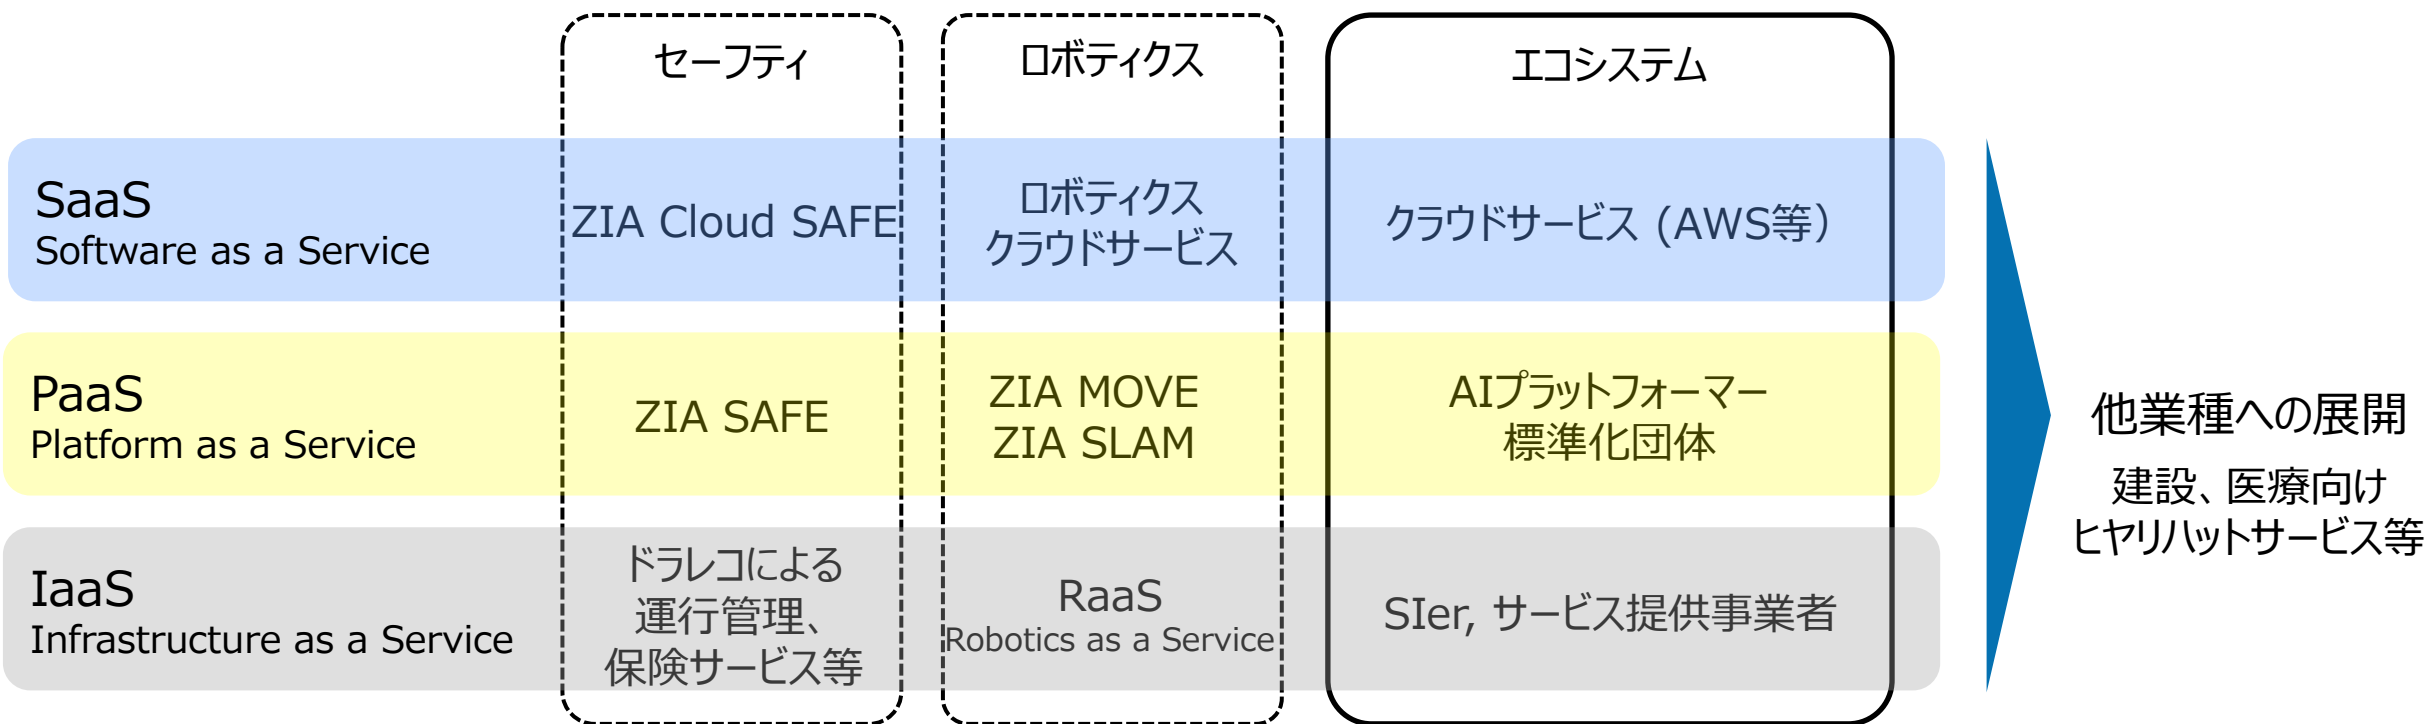 セーフティ
ロボティクス
エコシステム
SaaS
Software as a Service
ZIA Cloud SAFE
ロボティクス
クラウドサービス
クラウドサービス (AWS等）
PaaS
Platform as a Service
ZIA SAFE
ZIA MOVE
ZIA SLAM
AIプラットフォーマー
標準化団体
IaaS
Infrastructure as a Service
ドラレコによる
運行管理、
保険サービス等
RaaS
Robotics as a Service
SIer, サービス提供事業者
他業種への展開
建設、医療向け
ヒヤリハットサービス等